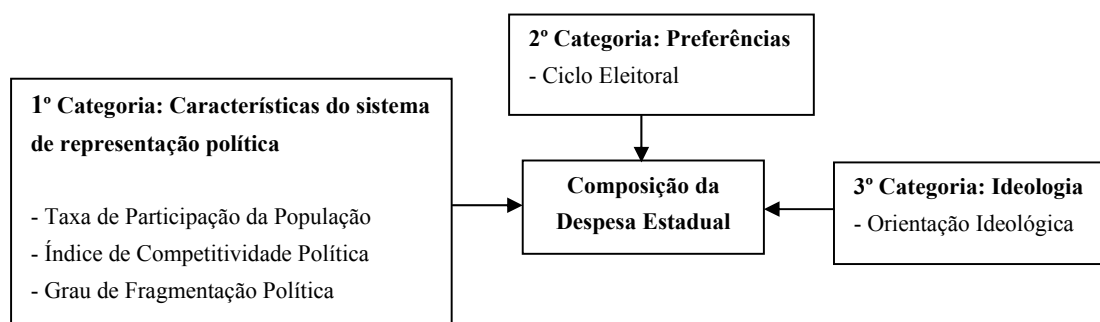 1º Categoria: Características do sistema
de representação política
- Taxa de Participação da População
- Índice de Competitividade Política
- Grau de Fragmentação Política
2º Categoria: Preferências
- Ciclo Eleitoral
Composição da
Despesa Estadual
3º Categoria: Ideologia
- Orientação Ideológica